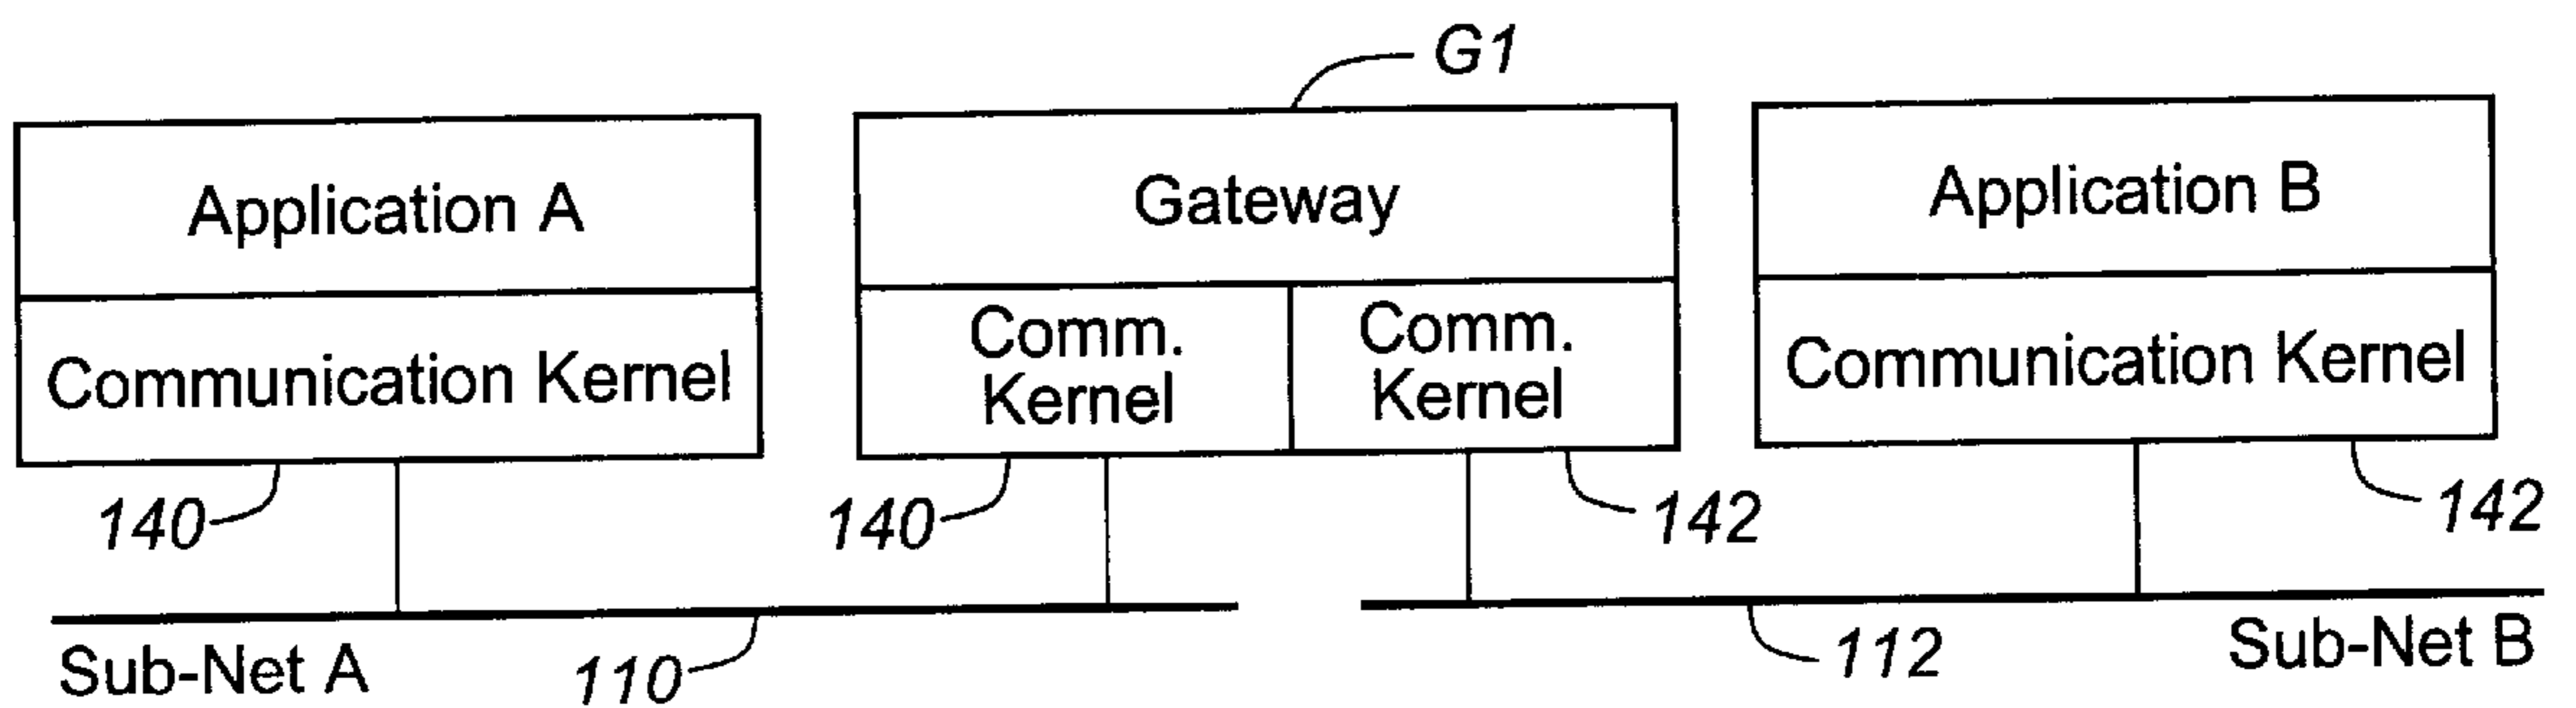 G1
Application A
Gateway
Application B
Communication Kernel
Comm.
Kernel
Comm.
Kernel
Communication Kernel
140
140
142
142
Sub-Net A
110
112
Sub-Net B